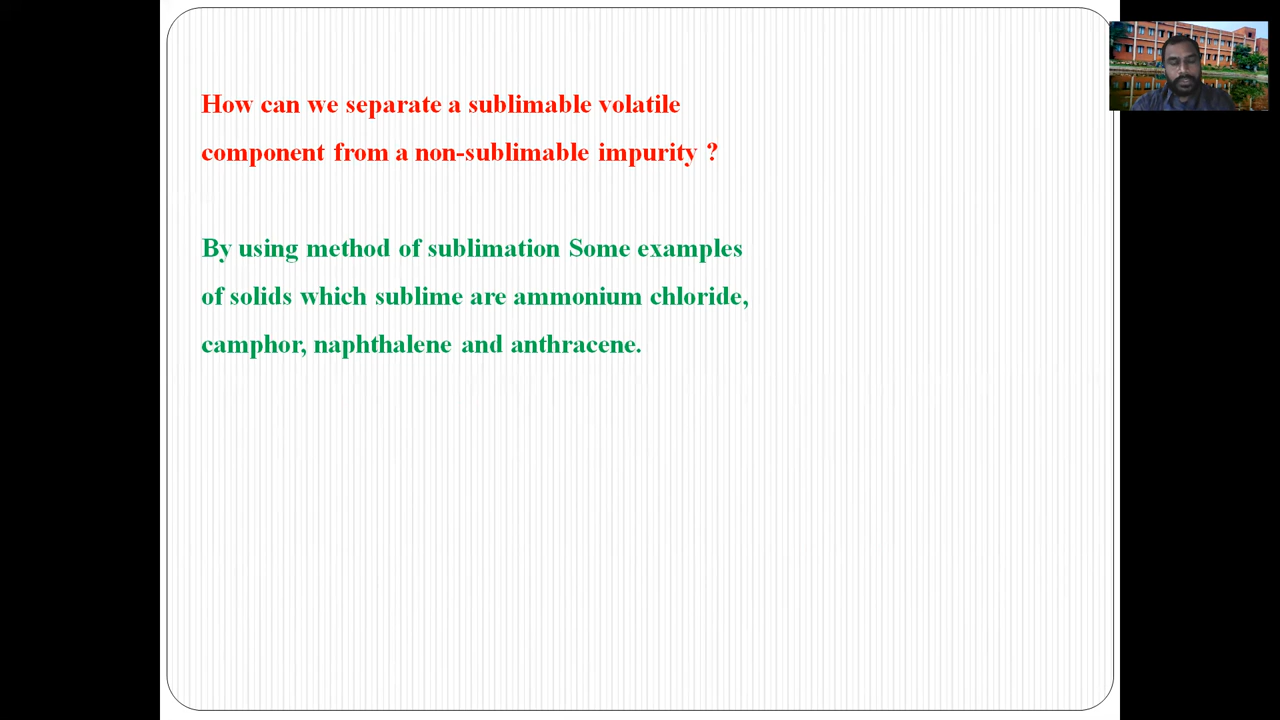 How can we separate a sublimable volatile
component from a non-sublimable impurity ?
By using method of sublimation Some examples
of solids which sublime are ammonium chloride,
camphor, naphthalene and anthracene.